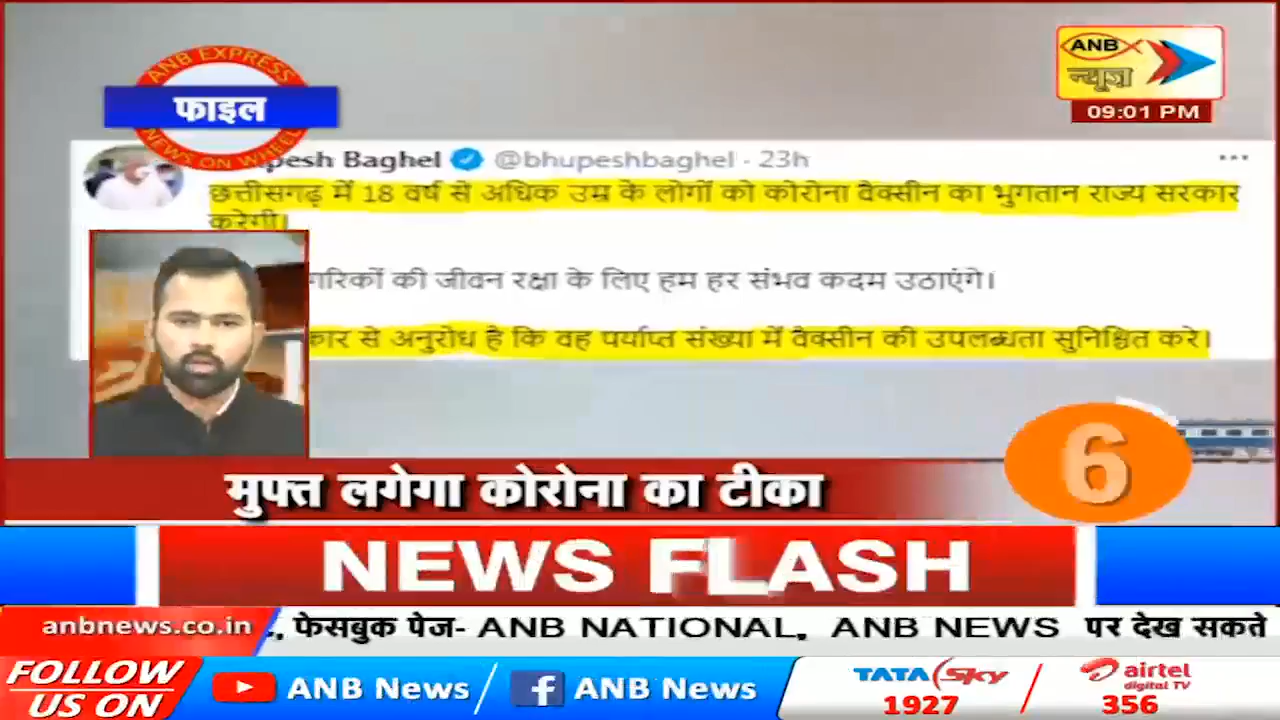 ANB EXPRESS
फाइल
NEWS ON WHEEL
ANB
न्यूज़
09:01 PM
pesh Baghel @bhupeshbaghel - 23h
छत्तीसगढ़ में 18 वर्ष से अधिक उम्र के लोगों को कोरोना वैक्सीन का भुगतान राज्य सरकार
करेगी।
गरिकों की जीवन रक्षा के लिए हम हर संभव कदम उठाएंगे।
कार से अनुरोध है कि वह पर्याप्त संख्या में वैक्सीन की उपलब्धता सुनिश्चित करे।
6
मुफ्त लगेगा कोरोना का टीका
NEWS FLASH
anbnews.co.in
, फेसबुक पेज- ANB NATIONAL, ANB NEWS पर देख सकते
FOLLOW
US ON
ANB News
ANB News
TATA Sky
1927
airtel
digital TV
356